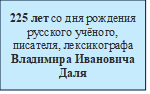 225 лет со дня рождения
русского учёного,
писателя, лексикографа
Владимира Ивановича
Даля